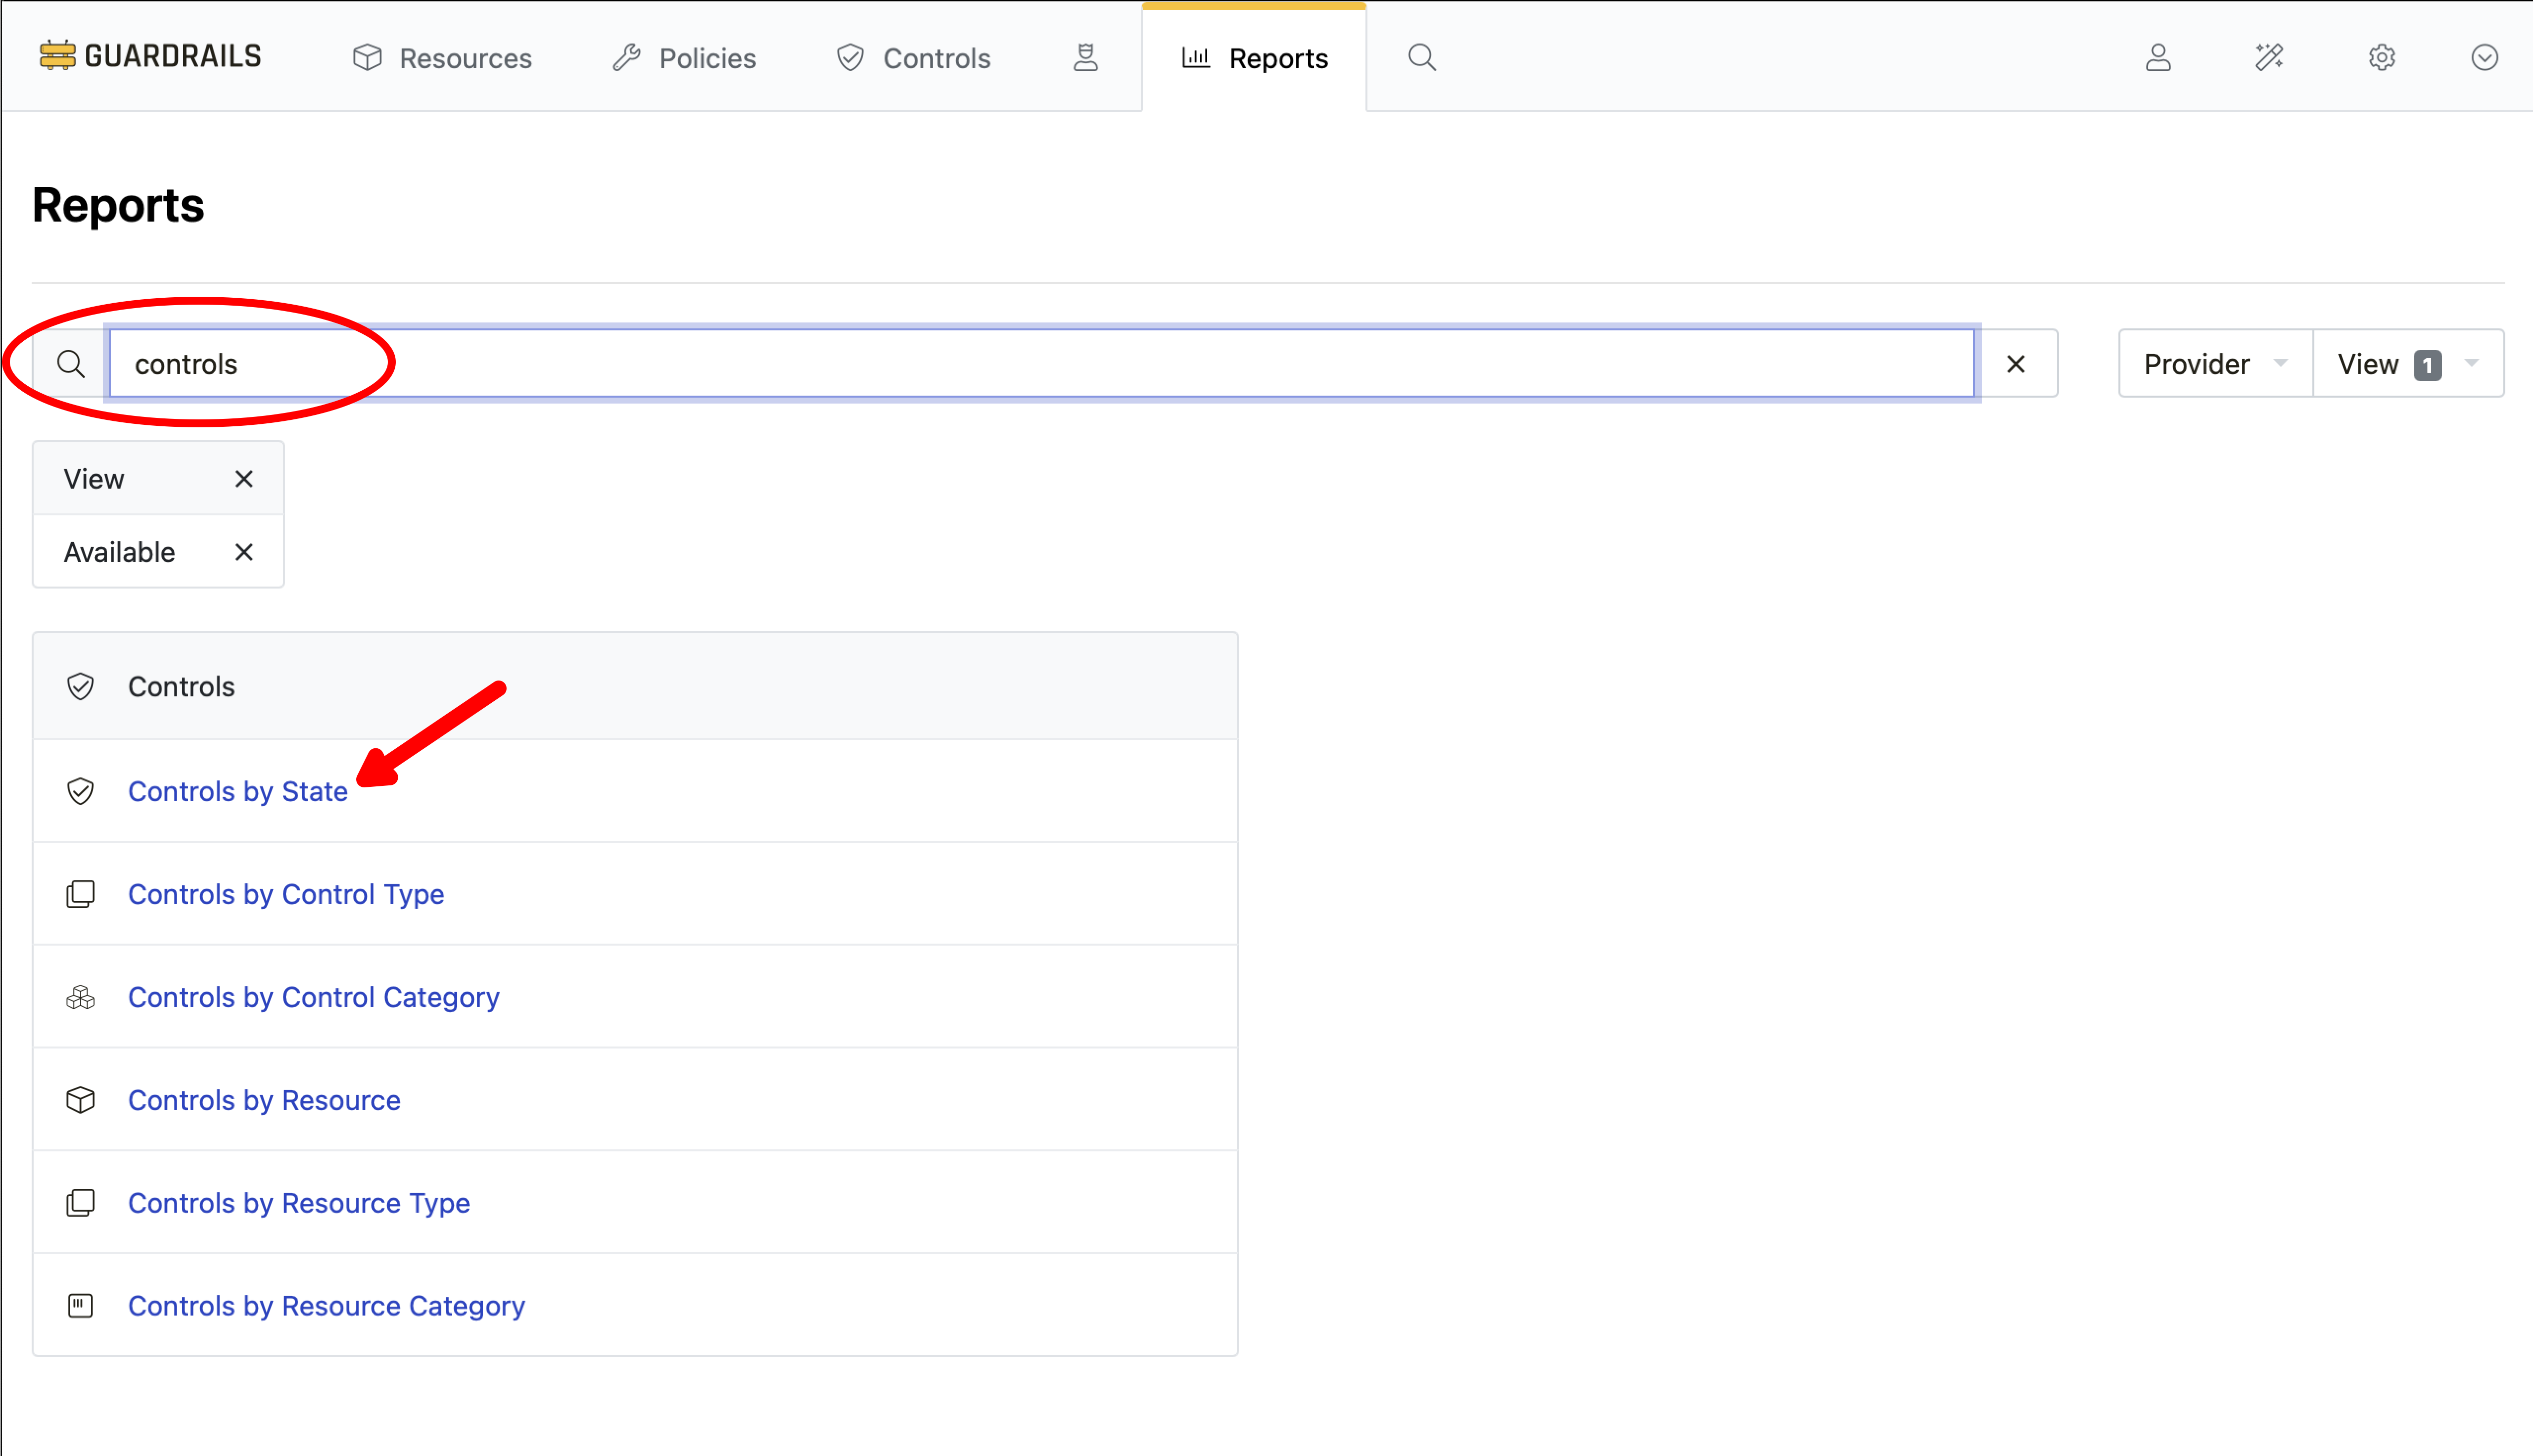 GUARDRAILS Resources Policies Controls Reports
Reports
controls Provider View 1
View
Available
Controls
Controls by State
Controls by Control Type
Controls by Control Category
Controls by Resource
Controls by Resource Type
Controls by Resource Category